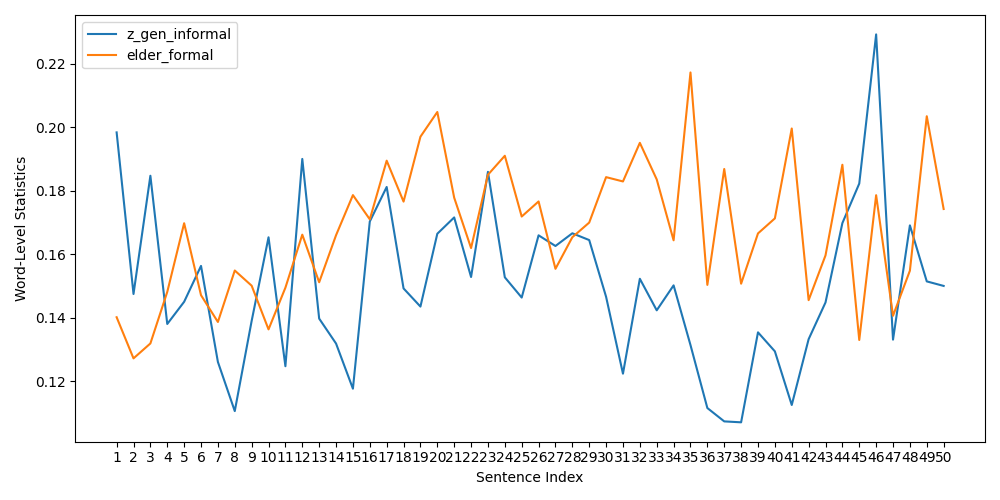 z_gen_informal
elder_formal
0.22
0.20
0.18
0.16
0.14
0.12
Word-Level Statistics
1 2 3 4 5 6 7 8 9 10 11 12 13 14 15 16 17 18 19 20 21 22 23 24 25 26 27 28 29 30 31 32 33 34 35 36 37 38 39 40 41 42 43 44 45 46 47 48 49 50
Sentence Index